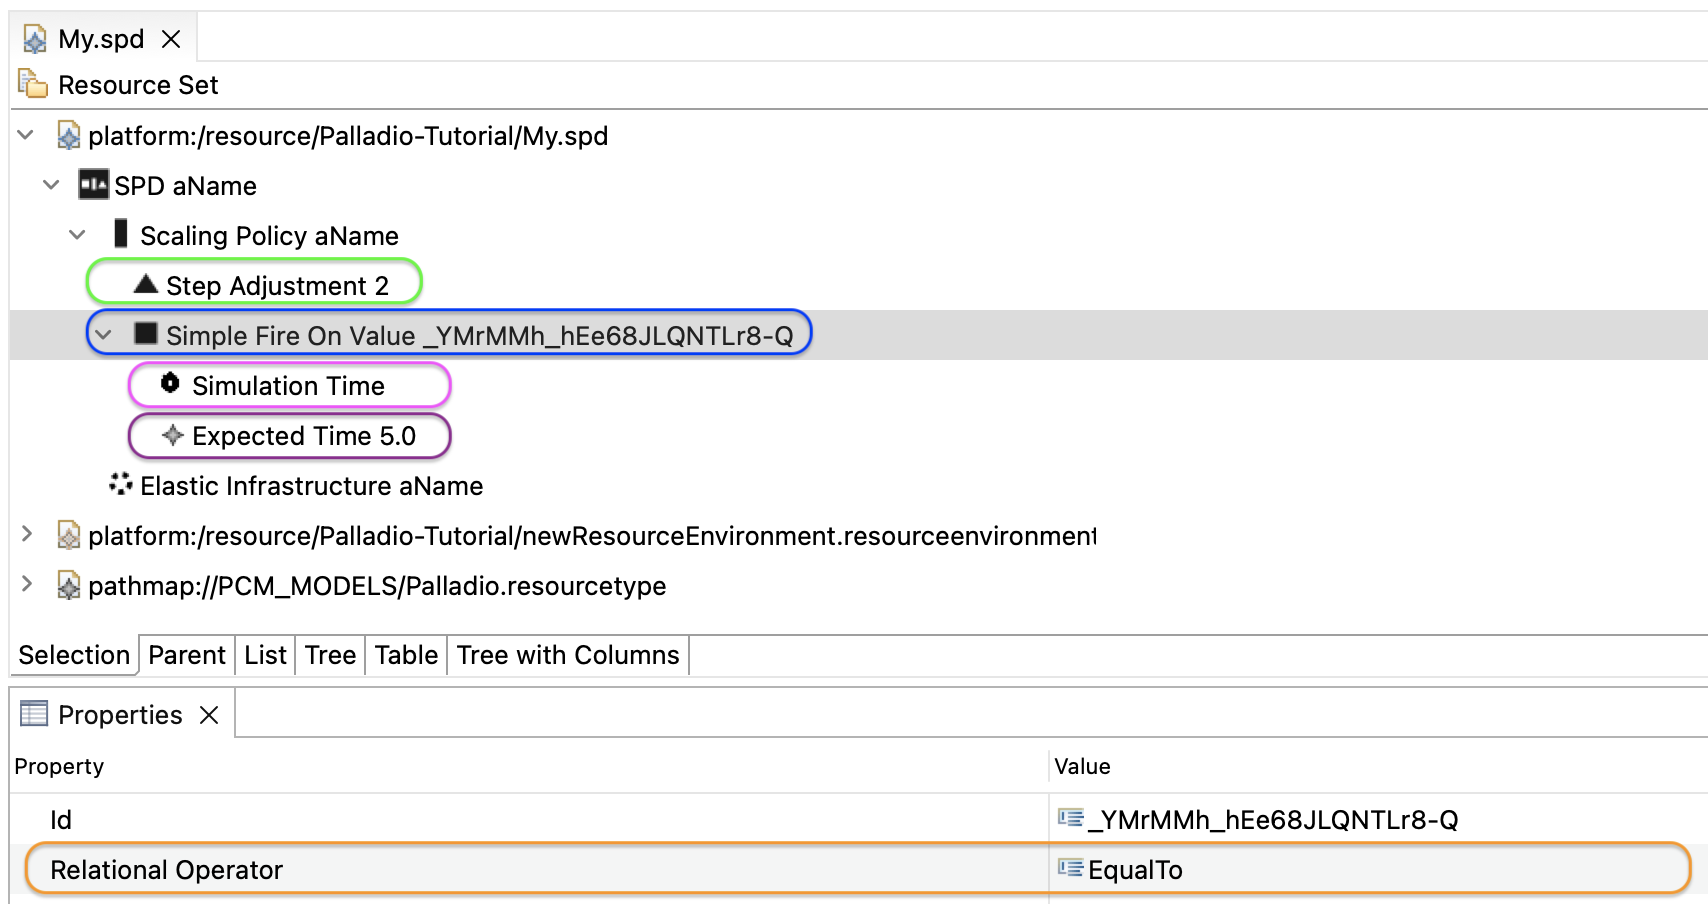 My.spd
Resource Set
platform:/resource/Palladio-Tutorial/My.spd
SPD aName
Scaling Policy aName
Step Adjustment 2
Simple Fire On Value _YMrMMh_hEe68JLQNTLr8-Q
Simulation Time
Expected Time 5.0
Elastic Infrastructure aName
platform:/resource/Palladio-Tutorial/newResourceEnvironment.resourceenvironment
pathmap://PCM_MODELS/Palladio.resourcetype
Selection Parent List Tree Table Tree with Columns
Properties
Property Value
Id _YMrMMh_hEe68JLQNTLr8-Q
Relational Operator EqualTo